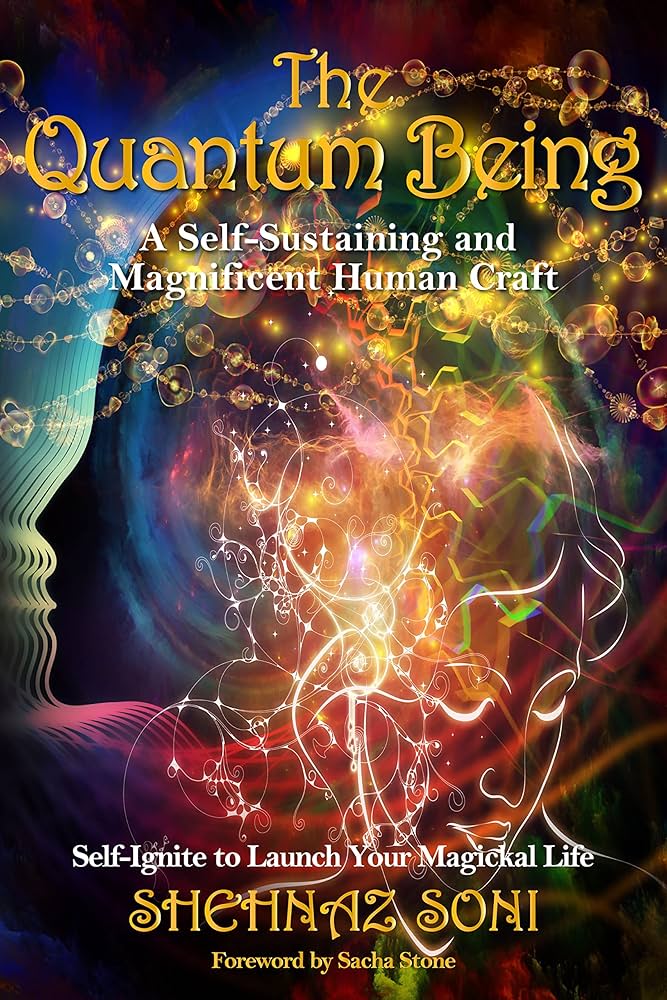 The
Quantum Being
A Self-Sustaining and
Magnificent Human Craft
Self-Ignite to Launch Your Magickal Life
SHEHNAZ SONI
Foreword by Sacha Stone